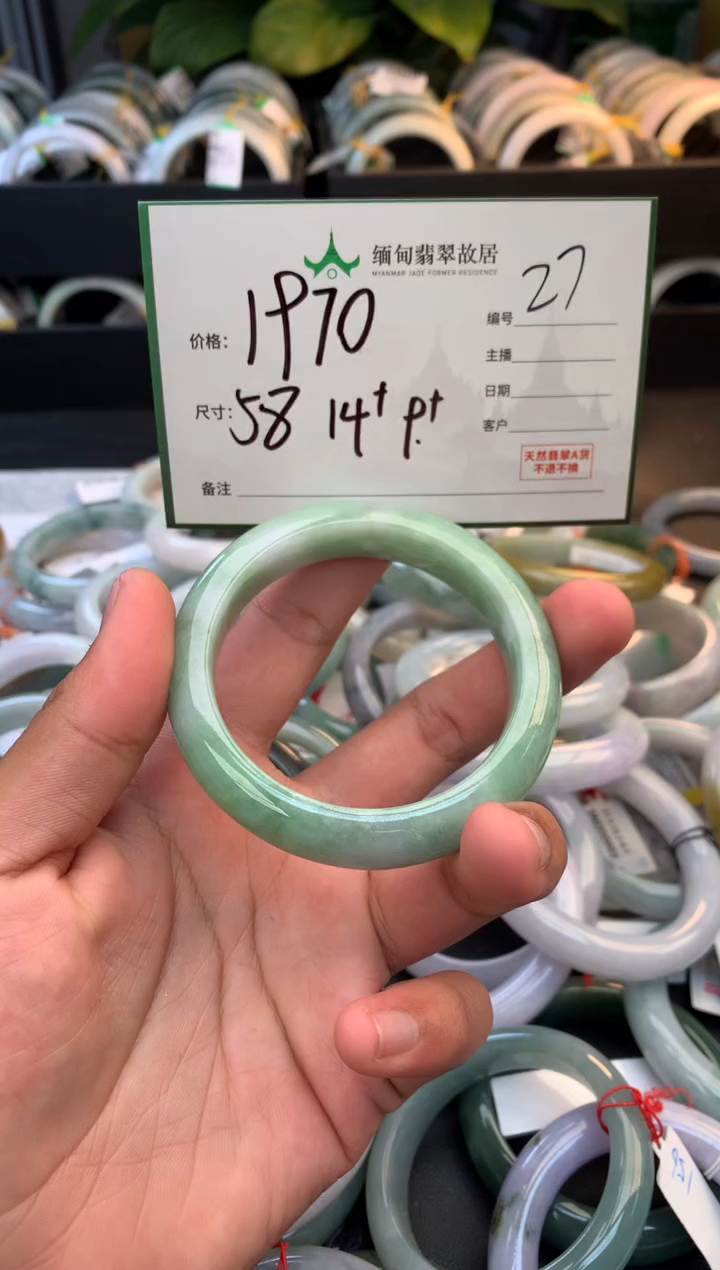 缅甸翡翠故居
MYANMAR JADE FORMER RESIDENCE
价格: 1970
尺寸: 58 14+ 8+
备注
编号 27
主播
日期
客户
天然翡翠A货
不退不换